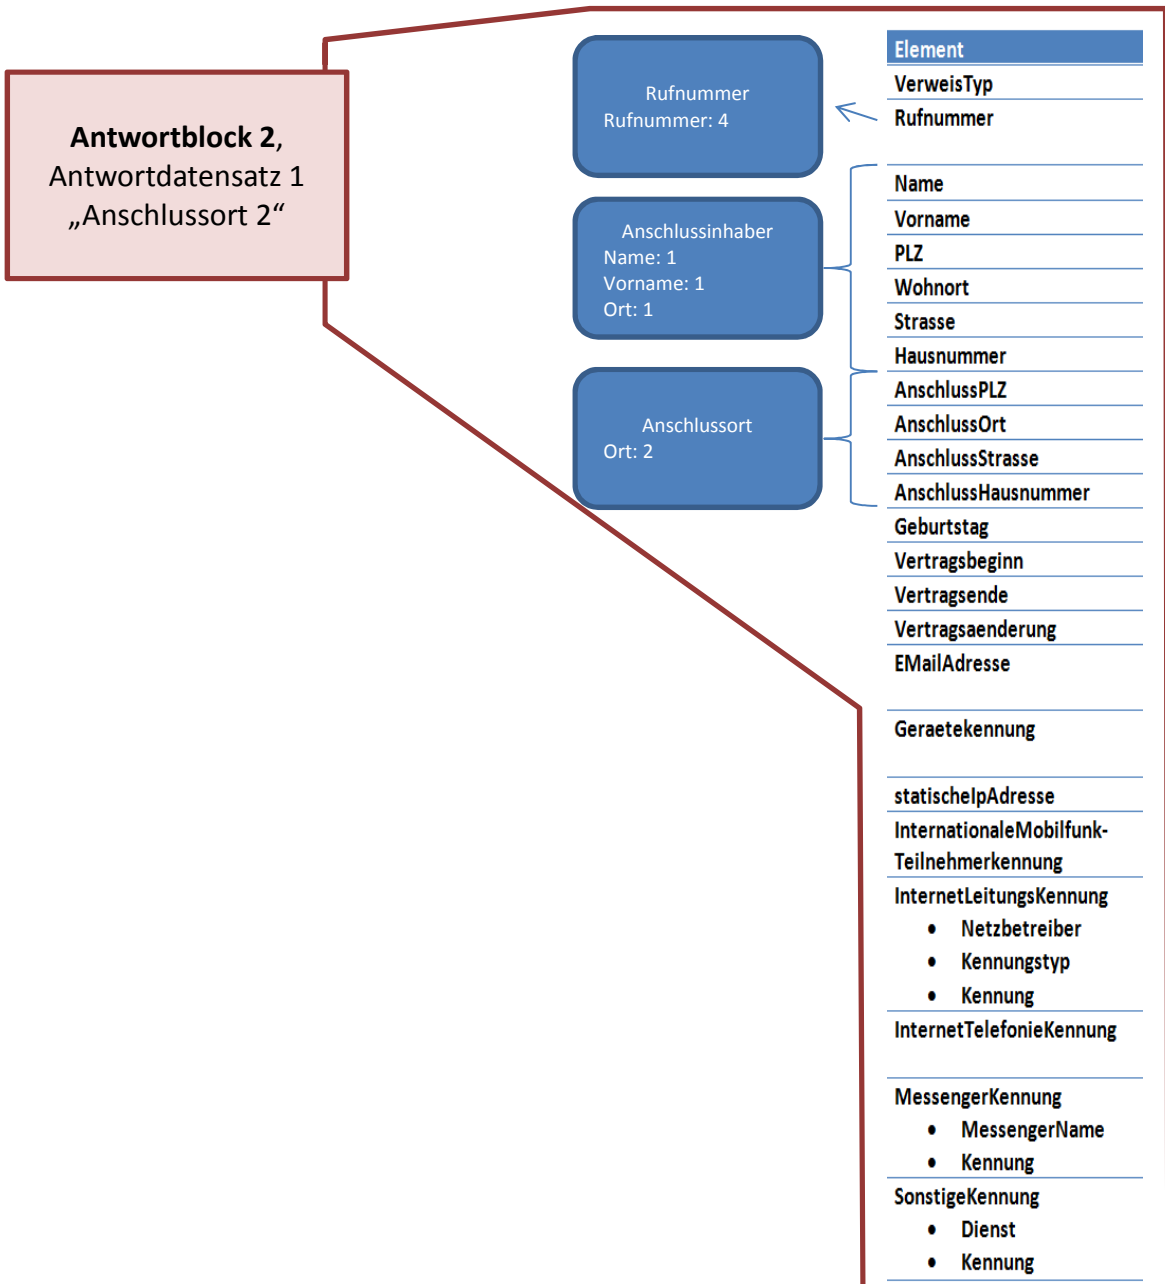 Antwortblock 2,
Antwortdatensatz 1
„Anschlussort 2“
Rufnummer
Rufnummer: 4
Anschlussinhaber
Name: 1
Vorname: 1
Ort: 1
Anschlussort
Ort: 2
Element
VerweisTyp
Rufnummer
Name
Vorname
PLZ
Wohnort
Strasse
Hausnummer
AnschlussPLZ
AnschlussOrt
AnschlussStrasse
AnschlussHausnummer
Geburtstag
Vertragsbeginn
Vertragsende
Vertragsaenderung
EMailAdresse
Geraetekennung
statischeIpAdresse
InternationaleMobilfunk-
Teilnehmerkennung
InternetLeitungsKennung
• Netzbetreiber
• Kennungstyp
• Kennung
InternetTelefonieKennung
MessengerKennung
• MessengerName
• Kennung
SonstigeKennung
• Dienst
• Kennung